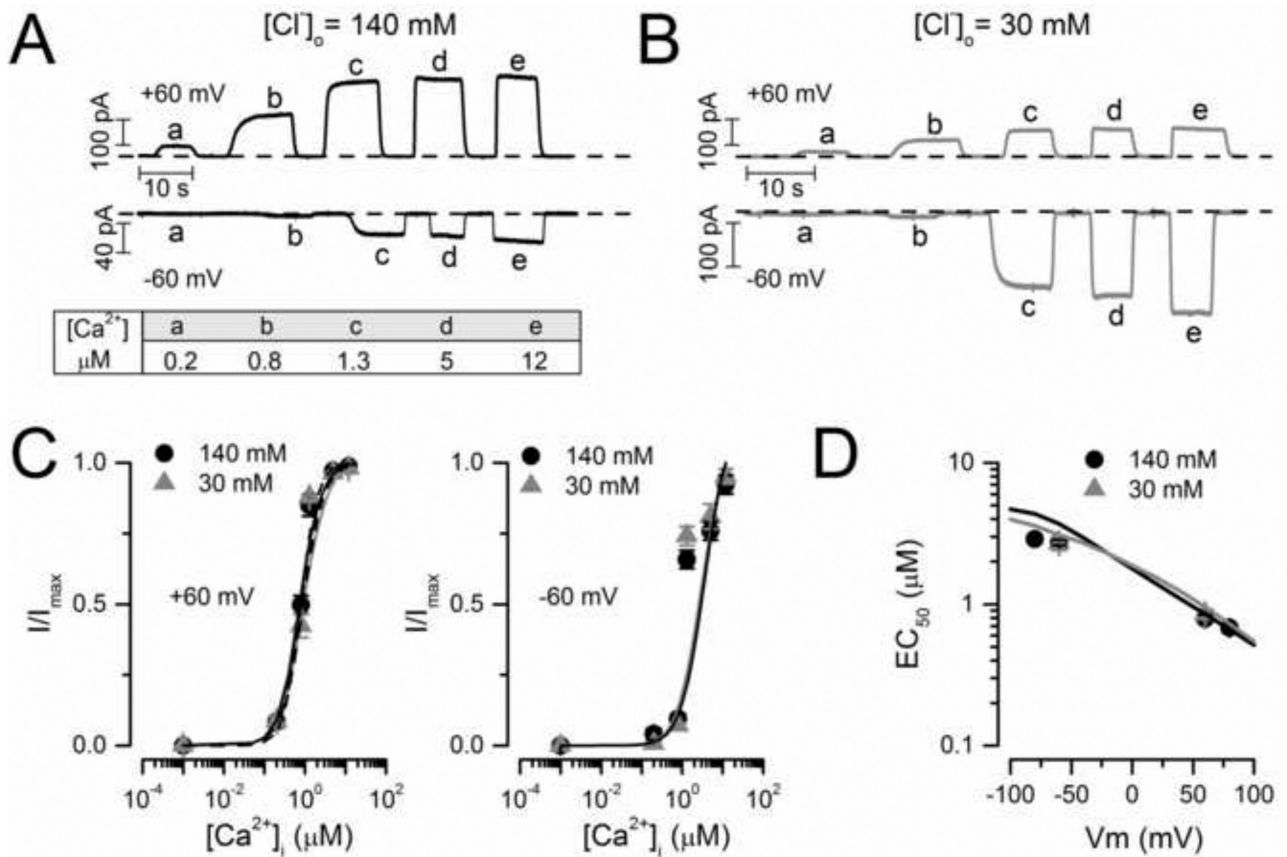 A
[Cl⁻]ₒ = 140 mM
+60 mV
100 pA
a
b
c
d
e
10 s
40 pA
a
b
c
d
e
-60 mV
[Ca²⁺] a b c d e
μM 0.2 0.8 1.3 5 12
B
[Cl⁻]ₒ = 30 mM
+60 mV
100 pA
a
b
c
d
e
10 s
100 pA
a
b
c
d
e
-60 mV
C
140 mM
30 mM
1.0
0.5
0.0
I/Imax
+60 mV
10⁻⁴ 10⁻² 10⁰ 10²
[Ca²⁺]ᵢ (μM)
140 mM
30 mM
1.0
0.5
0.0
I/Imax
-60 mV
10⁻⁴ 10⁻² 10⁰ 10²
[Ca²⁺]ᵢ (μM)
D
140 mM
30 mM
10
1
0.1
EC₅₀ (μM)
-100 -50 0 50 100
Vm (mV)